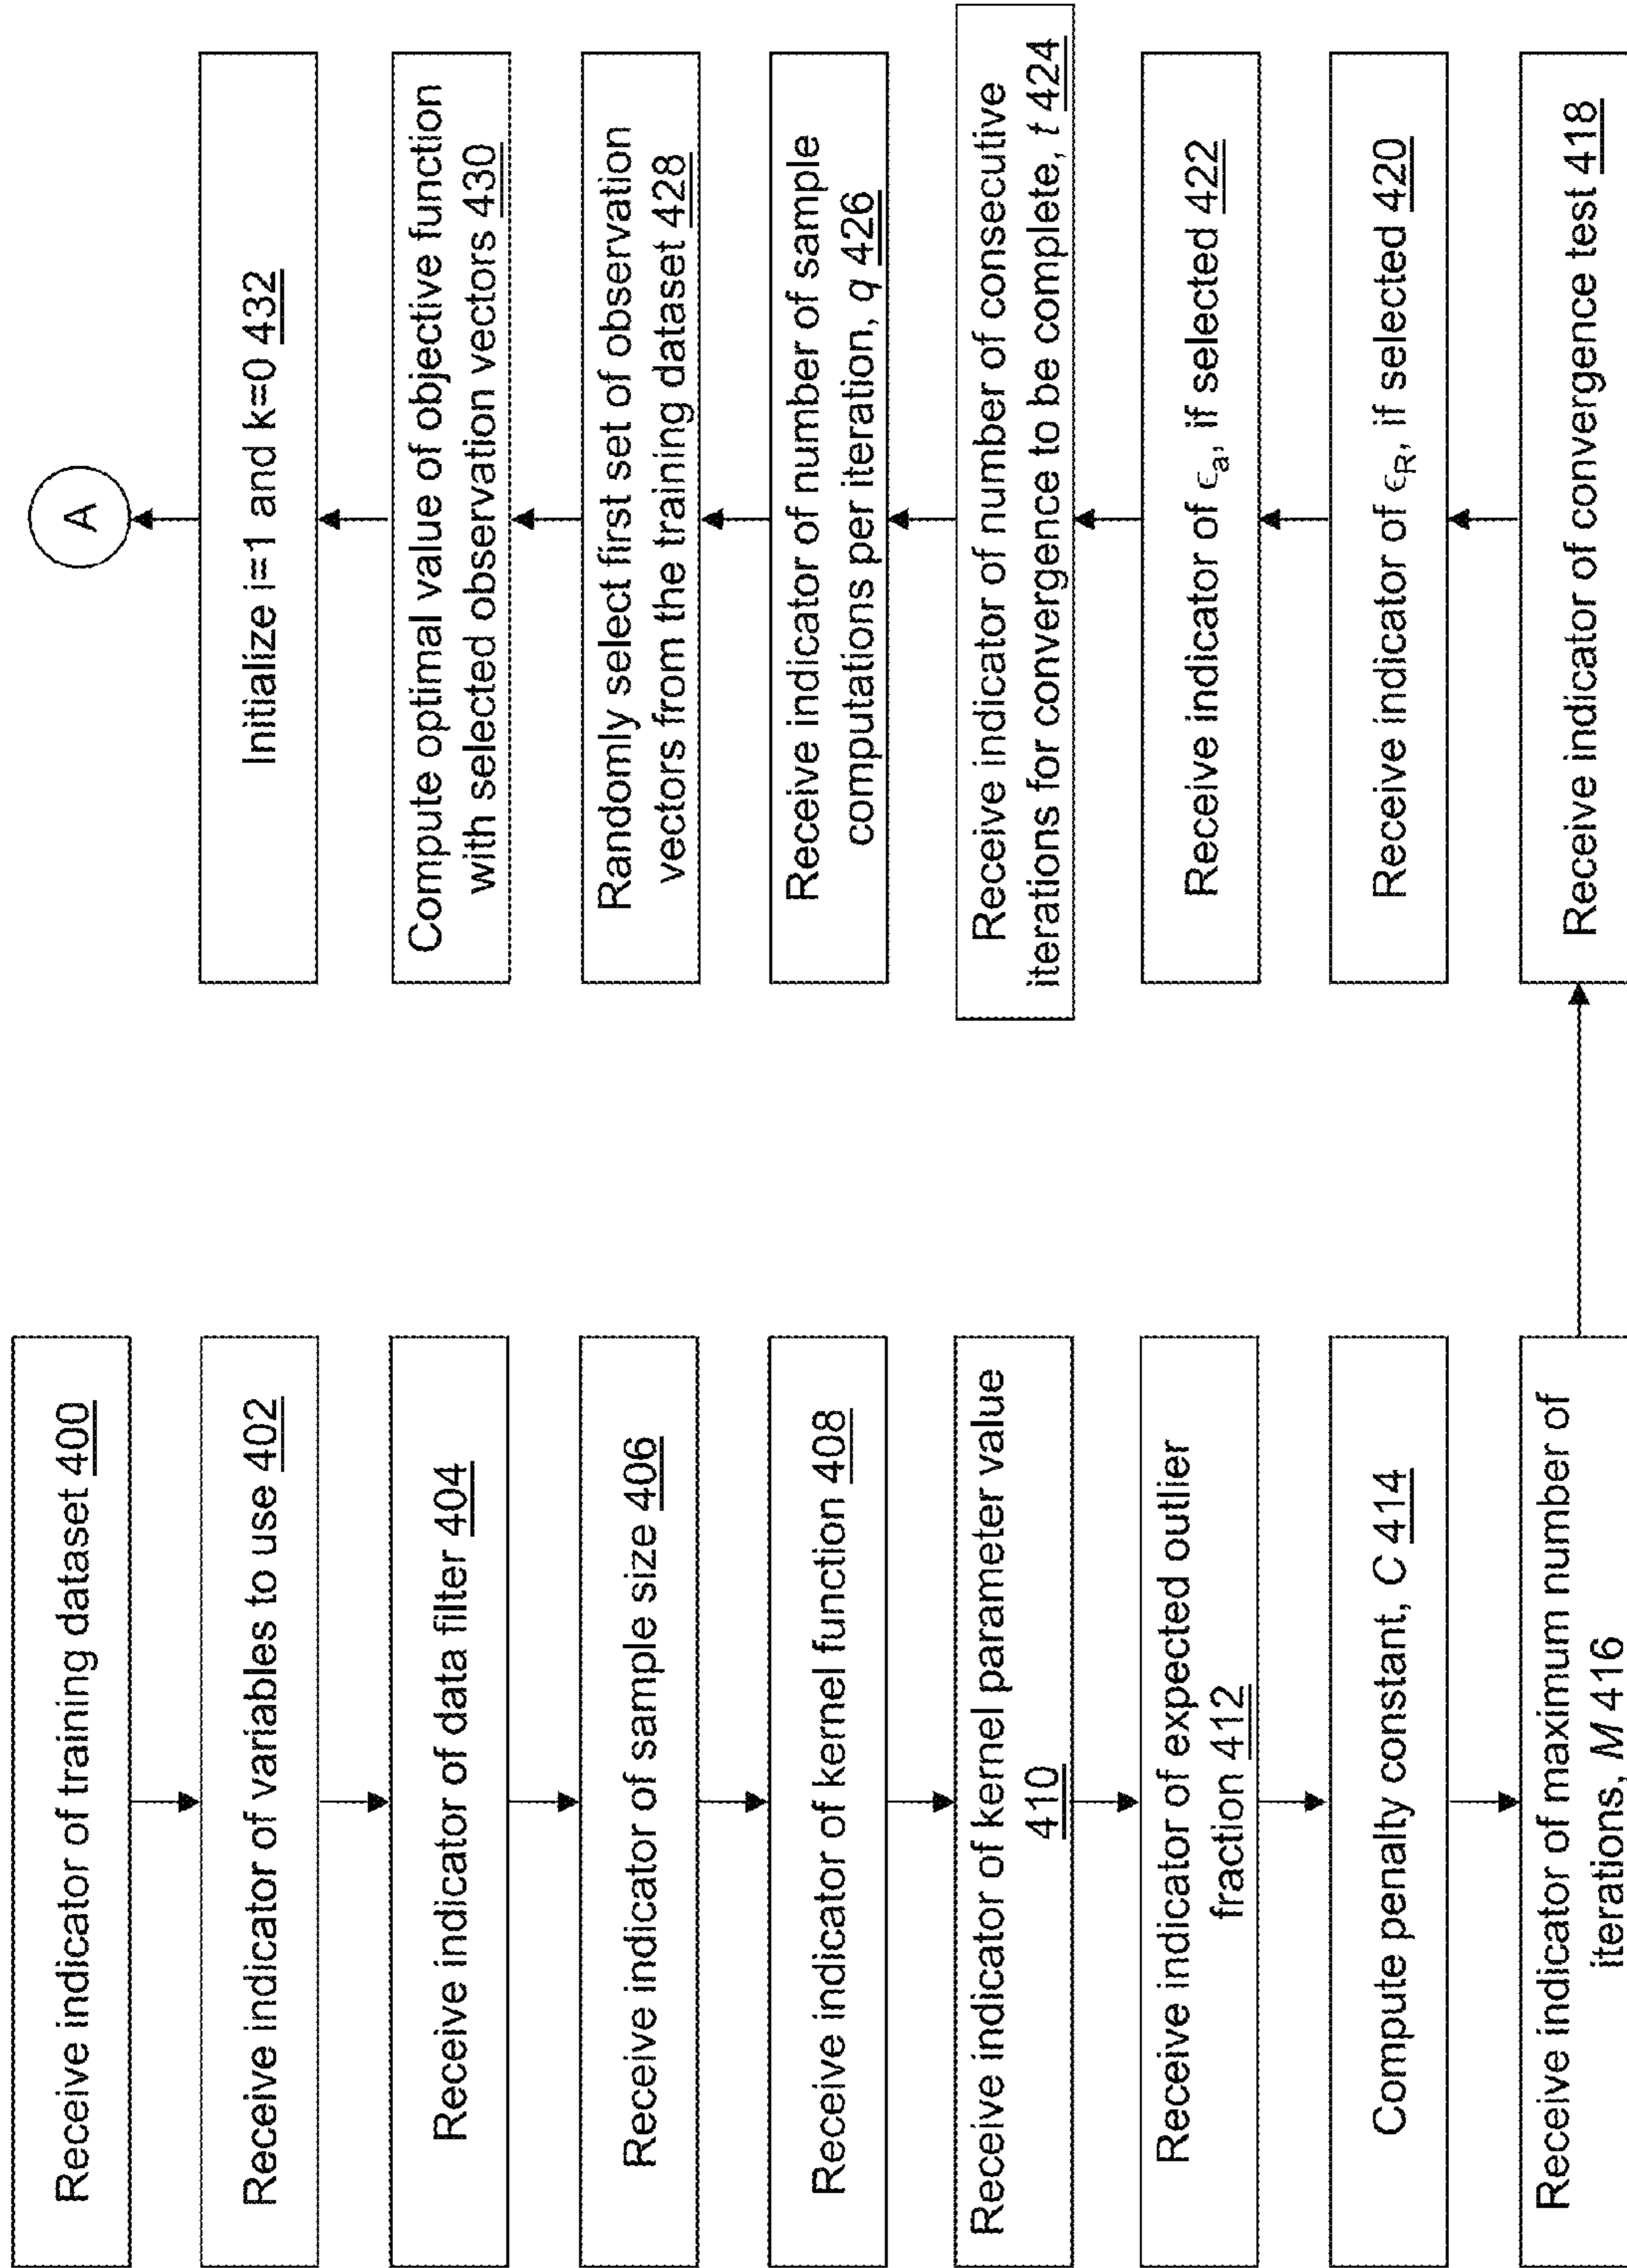 Receive indicator of training dataset 400
Receive indicator of variables to use 402
Receive indicator of data filter 404
Receive indicator of sample size 406
Receive indicator of kernel function 408
Receive indicator of kernel parameter value
410
Receive indicator of expected outlier
fraction 412
Compute penalty constant, C 414
Receive indicator of maximum number of
iterations, M 416
Receive indicator of convergence test 418
Receive indicator of ϵR, if selected 420
Receive indicator of ϵa, if selected 422
Receive indicator of number of consecutive
iterations for convergence to be complete, t 424
Receive indicator of number of sample
computations per iteration, q 426
Randomly select first set of observation
vectors from the training dataset 428
Compute optimal value of objective function
with selected observation vectors 430
Initialize i=1 and k=0 432
A